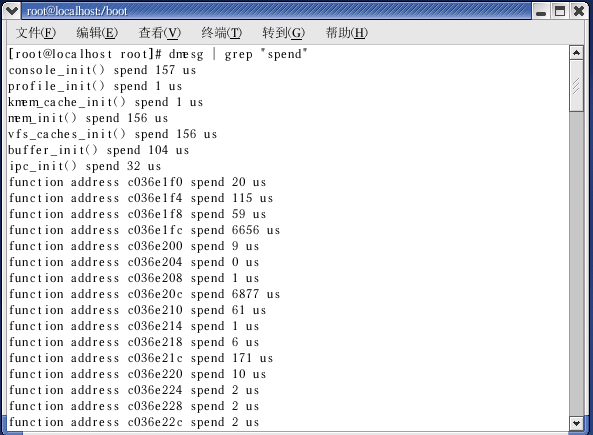 root@localhost:/boot
文件(F) 编辑(E) 查看(V) 终端(T) 转到(G) 帮助(H)
[root@localhost root]# dmesg | grep "spend"
console_init() spend 157 us
profile_init() spend 1 us
kmem_cache_init() spend 1 us
mem_init() spend 156 us
vfs_caches_init() spend 156 us
buffer_init() spend 104 us
ipc_init() spend 32 us
function address c036e1f0 spend 20 us
function address c036e1f4 spend 115 us
function address c036e1f8 spend 59 us
function address c036e1fc spend 6656 us
function address c036e200 spend 9 us
function address c036e204 spend 0 us
function address c036e208 spend 1 us
function address c036e20c spend 6877 us
function address c036e210 spend 61 us
function address c036e214 spend 1 us
function address c036e218 spend 6 us
function address c036e21c spend 171 us
function address c036e220 spend 10 us
function address c036e224 spend 2 us
function address c036e228 spend 2 us
function address c036e22c spend 2 us